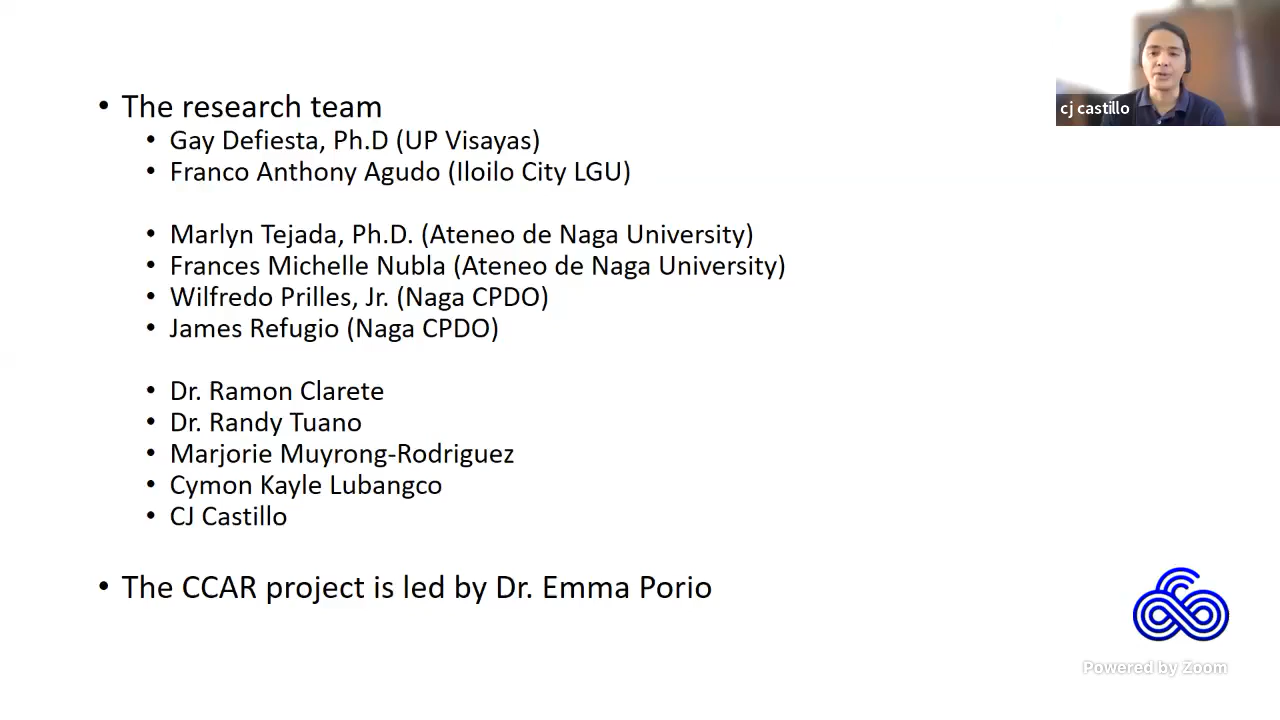 cj castillo
• The research team
• Gay Defiesta, Ph.D (UP Visayas)
• Franco Anthony Agudo (Iloilo City LGU)
• Marlyn Tejada, Ph.D. (Ateneo de Naga University)
• Frances Michelle Nubla (Ateneo de Naga University)
• Wilfredo Prilles, Jr. (Naga CPDO)
• James Refugio (Naga CPDO)
• Dr. Ramon Clarete
• Dr. Randy Tuano
• Marjorie Muyrong-Rodriguez
• Cymon Kayle Lubangco
• CJ Castillo
• The CCAR project is led by Dr. Emma Porio
Powered by Zoom